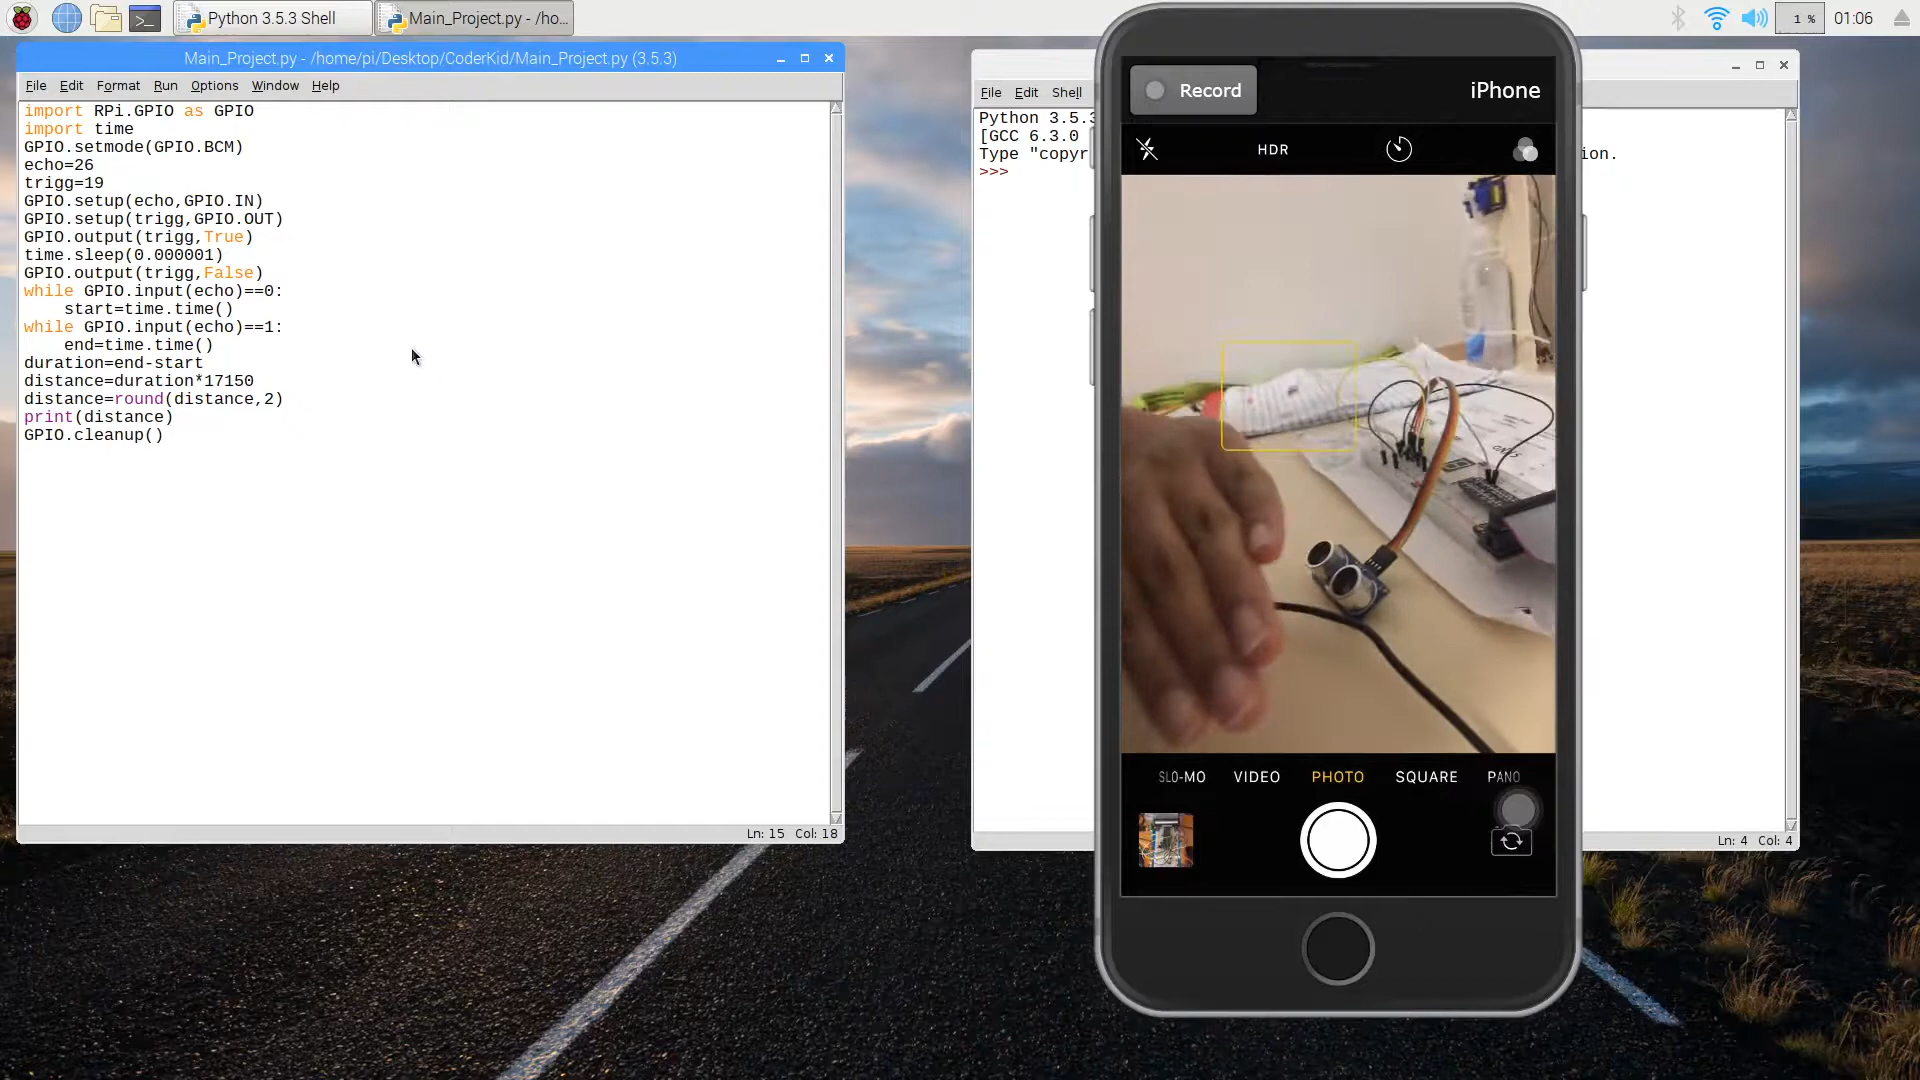 Python 3.5.3 Shell
Main_Project.py - /ho...
1 %
01:06
Main_Project.py - /home/pi/Desktop/CoderKid/Main_Project.py (3.5.3)
File Edit Format Run Options Window Help
import RPi.GPIO as GPIO
import time
GPIO.setmode(GPIO.BCM)
echo=26
trigg=19
GPIO.setup(echo,GPIO.IN)
GPIO.setup(trigg,GPIO.OUT)
GPIO.output(trigg,True)
time.sleep(0.000001)
GPIO.output(trigg,False)
while GPIO.input(echo)==0:
    start=time.time()
while GPIO.input(echo)==1:
    end=time.time()
duration=end-start
distance=duration*17150
distance=round(distance,2)
print(distance)
GPIO.cleanup()
Ln: 15 Col: 18
File Edit Shell
Python 3.5.3
[GCC 6.3.0
Type "copyr
ion.
>>>
Ln: 4 Col: 4
Record
iPhone
HDR
SLO-MO VIDEO PHOTO SQUARE PANO